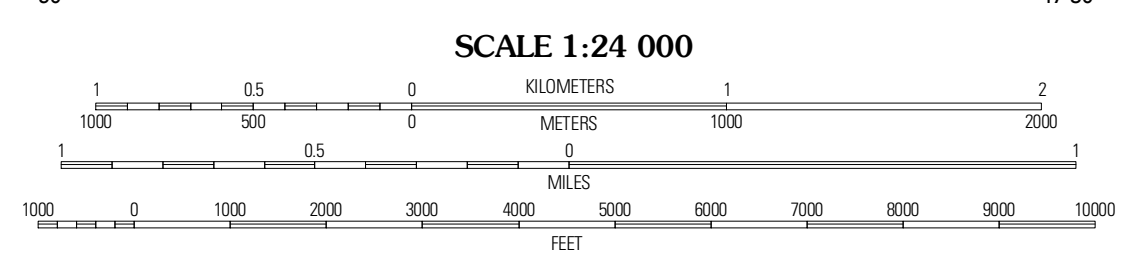 SCALE 1:24 000
1 0.5 0 KILOMETERS 1 2
1000 500 0 METERS 1000 2000
1 0.5 0 1
MILES
1000 0 1000 2000 3000 4000 5000 6000 7000 8000 9000 10000
FEET